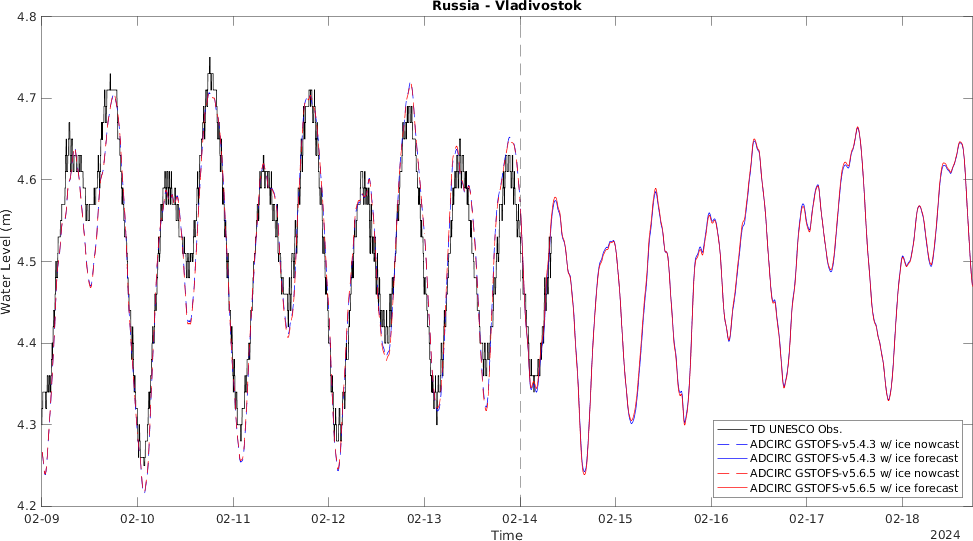 Russia - Vladivostok
4.8
4.7
4.6
4.5
4.4
4.3
4.2
Water Level (m)
TD UNESCO Obs.
ADCIRC GSTOFS-v5.4.3 w/ ice nowcast
ADCIRC GSTOFS-v5.4.3 w/ ice forecast
ADCIRC GSTOFS-v5.6.5 w/ ice nowcast
ADCIRC GSTOFS-v5.6.5 w/ ice forecast
02-09 02-10 02-11 02-12 02-13 02-14 02-15 02-16 02-17 02-18
Time
2024